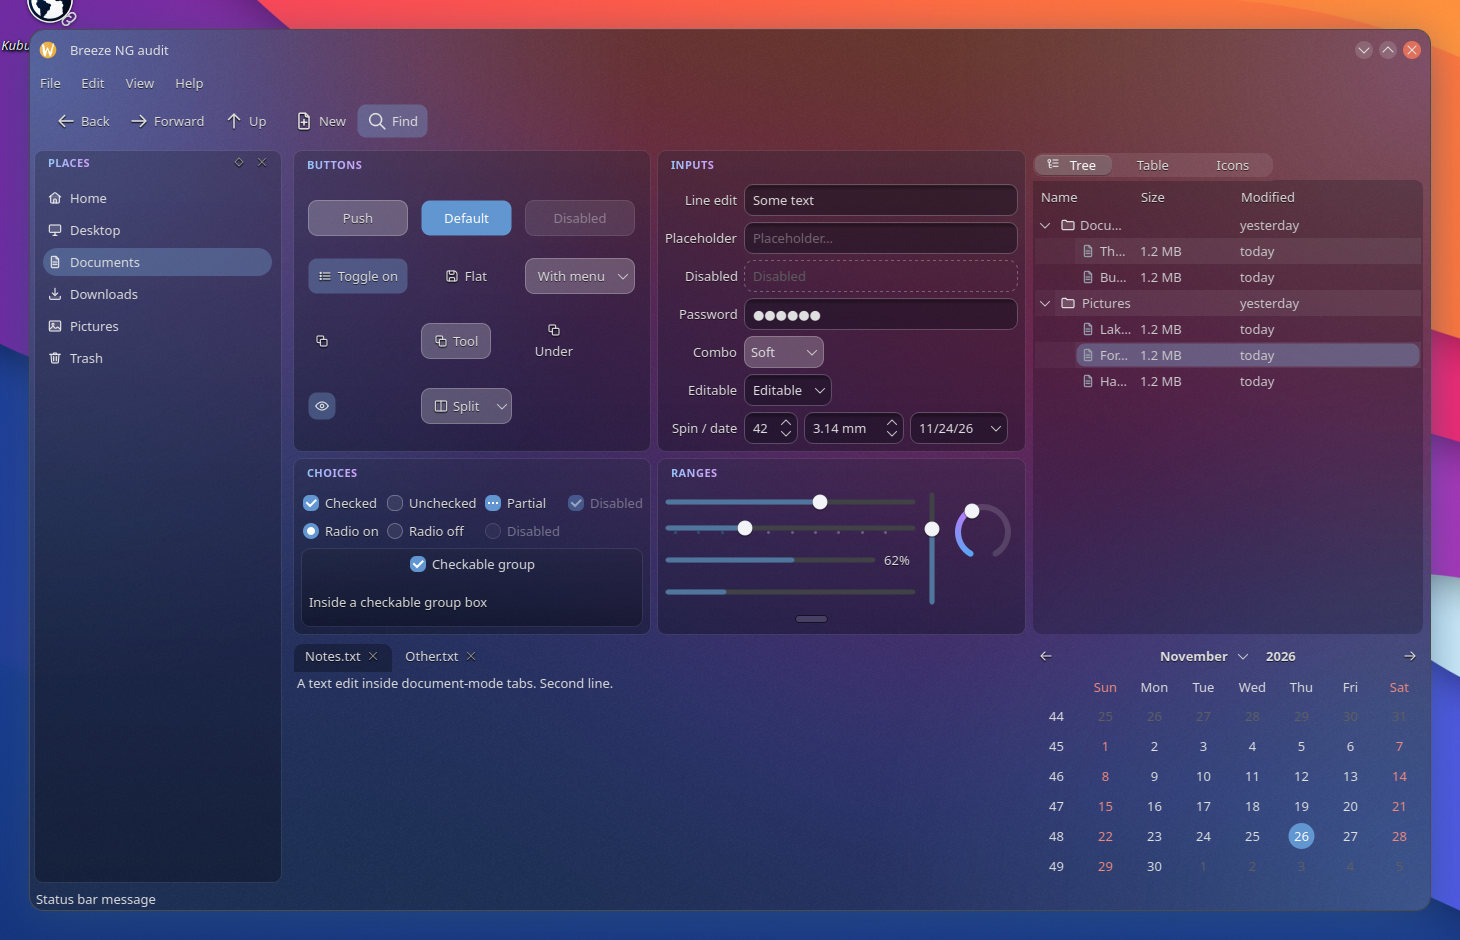 Kubu
Breeze NG audit
File Edit View Help
Back Forward Up New Find
PLACES
Home
Desktop
Documents
Downloads
Pictures
Trash
BUTTONS
Push Default Disabled
Toggle on Flat With menu
Tool Under
Split
INPUTS
Line edit Some text
Placeholder Placeholder...
Disabled Disabled
Password
Combo Soft
Editable Editable
Spin / date 42 3.14 mm 11/24/26
CHOICES
Checked Unchecked Partial Disabled
Radio on Radio off Disabled
Checkable group
Inside a checkable group box
RANGES
62%
Tree Table Icons
Name Size Modified
Docu... yesterday
Th... 1.2 MB today
Bu... 1.2 MB today
Pictures yesterday
Lak... 1.2 MB today
For... 1.2 MB today
Ha... 1.2 MB today
Notes.txt Other.txt
A text edit inside document-mode tabs. Second line.
November 2026
Sun Mon Tue Wed Thu Fri Sat
44 25 26 27 28 29 30 31
45 1 2 3 4 5 6 7
46 8 9 10 11 12 13 14
47 15 16 17 18 19 20 21
48 22 23 24 25 26 27 28
49 29 30 1 2 3 4 5
Status bar message